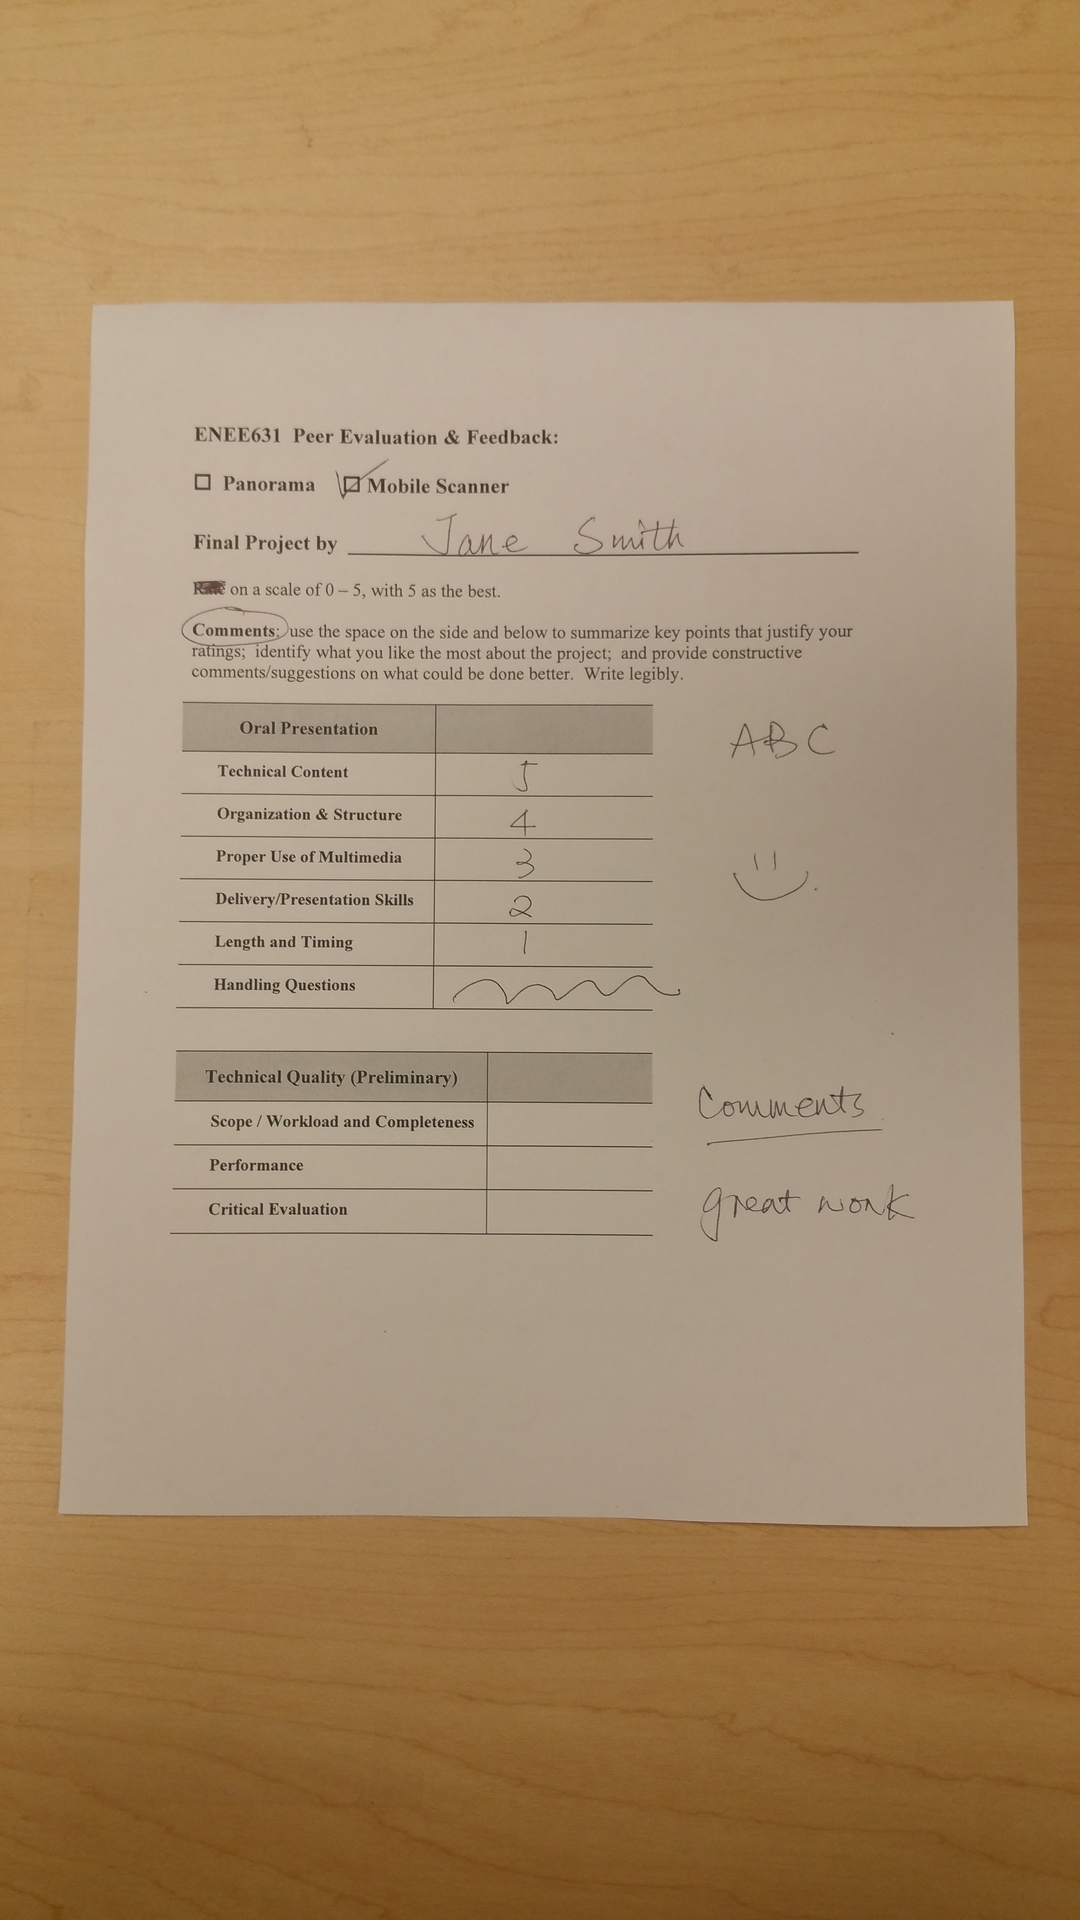 ENEE631 Peer Evaluation & Feedback:
☐ Panorama ☑ Mobile Scanner
Final Project by Jane Smith
on a scale of 0 – 5, with 5 as the best.
Comments: use the space on the side and below to summarize key points that justify your
ratings; identify what you like the most about the project; and provide constructive
comments/suggestions on what could be done better. Write legibly.
Oral Presentation
ABC
Technical Content 5
Organization & Structure 4
Proper Use of Multimedia 3
Delivery/Presentation Skills 2
Length and Timing 1
Handling Questions
Technical Quality (Preliminary)
Comments
Scope / Workload and Completeness
Performance
Critical Evaluation
great work